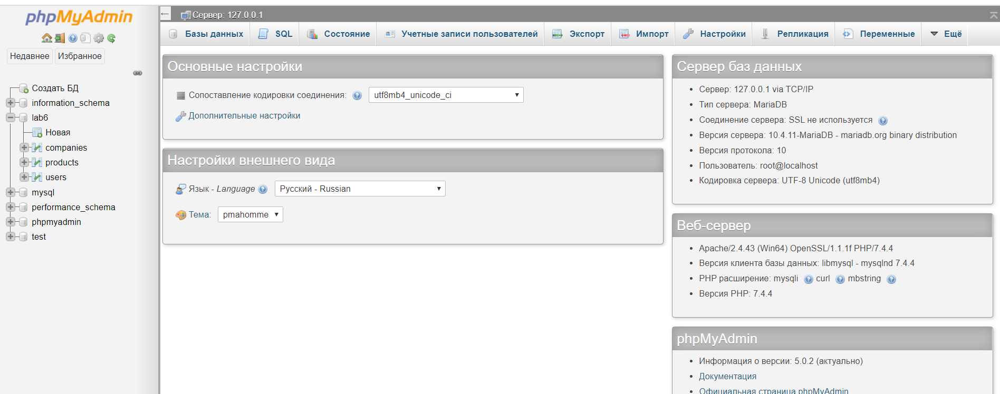 phpMyAdmin
Недавнее Избранное
Создать БД
information_schema
lab6
Новая
companies
products
users
mysql
performance_schema
phpmyadmin
test
← Сервер: 127.0.0.1
Базы данных SQL Состояние Учетные записи пользователей Экспорт Импорт Настройки Репликация Переменные Ещё
Основные настройки
Сопоставление кодировки соединения: utf8mb4_unicode_ci
Дополнительные настройки
Настройки внешнего вида
Язык - Language Русский - Russian
Тема: pmahomme
Сервер баз данных
• Сервер: 127.0.0.1 via TCP/IP
• Тип сервера: MariaDB
• Соединение сервера: SSL не используется
• Версия сервера: 10.4.11-MariaDB - mariadb.org binary distribution
• Версия протокола: 10
• Пользователь: root@localhost
• Кодировка сервера: UTF-8 Unicode (utf8mb4)
Веб-сервер
• Apache/2.4.43 (Win64) OpenSSL/1.1.1f PHP/7.4.4
• Версия клиента базы данных: libmysql - mysqlnd 7.4.4
• PHP расширение: mysqli curl mbstring
• Версия PHP: 7.4.4
phpMyAdmin
• Информация о версии: 5.0.2 (актуально)
• Документация
• Официальная страница phpMyAdmin